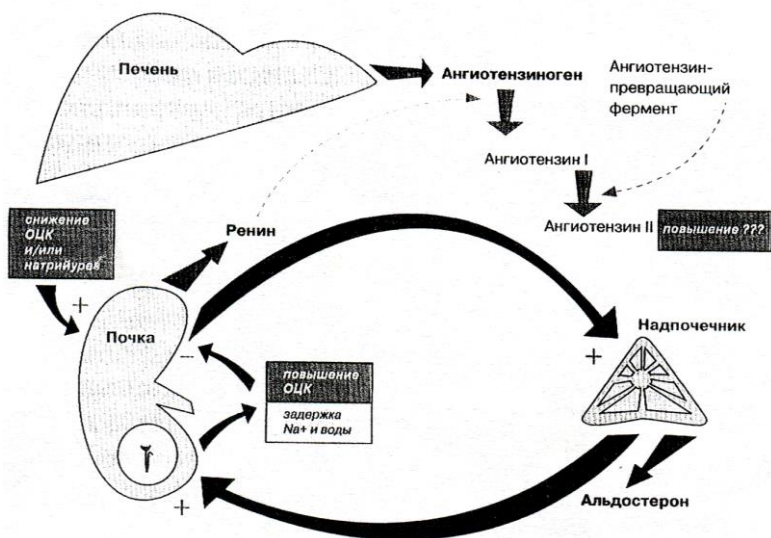 Печень
Ангиотензиноген
Ангиотензин-
превращающий
фермент
Ангиотензин I
Ангиотензин II
повышение ???
снижение
ОЦК
и/или
натрийурез
Ренин
+
Почка
–
повышение
ОЦК
задержка
Na+ и воды
+
Надпочечник
+
Альдостерон